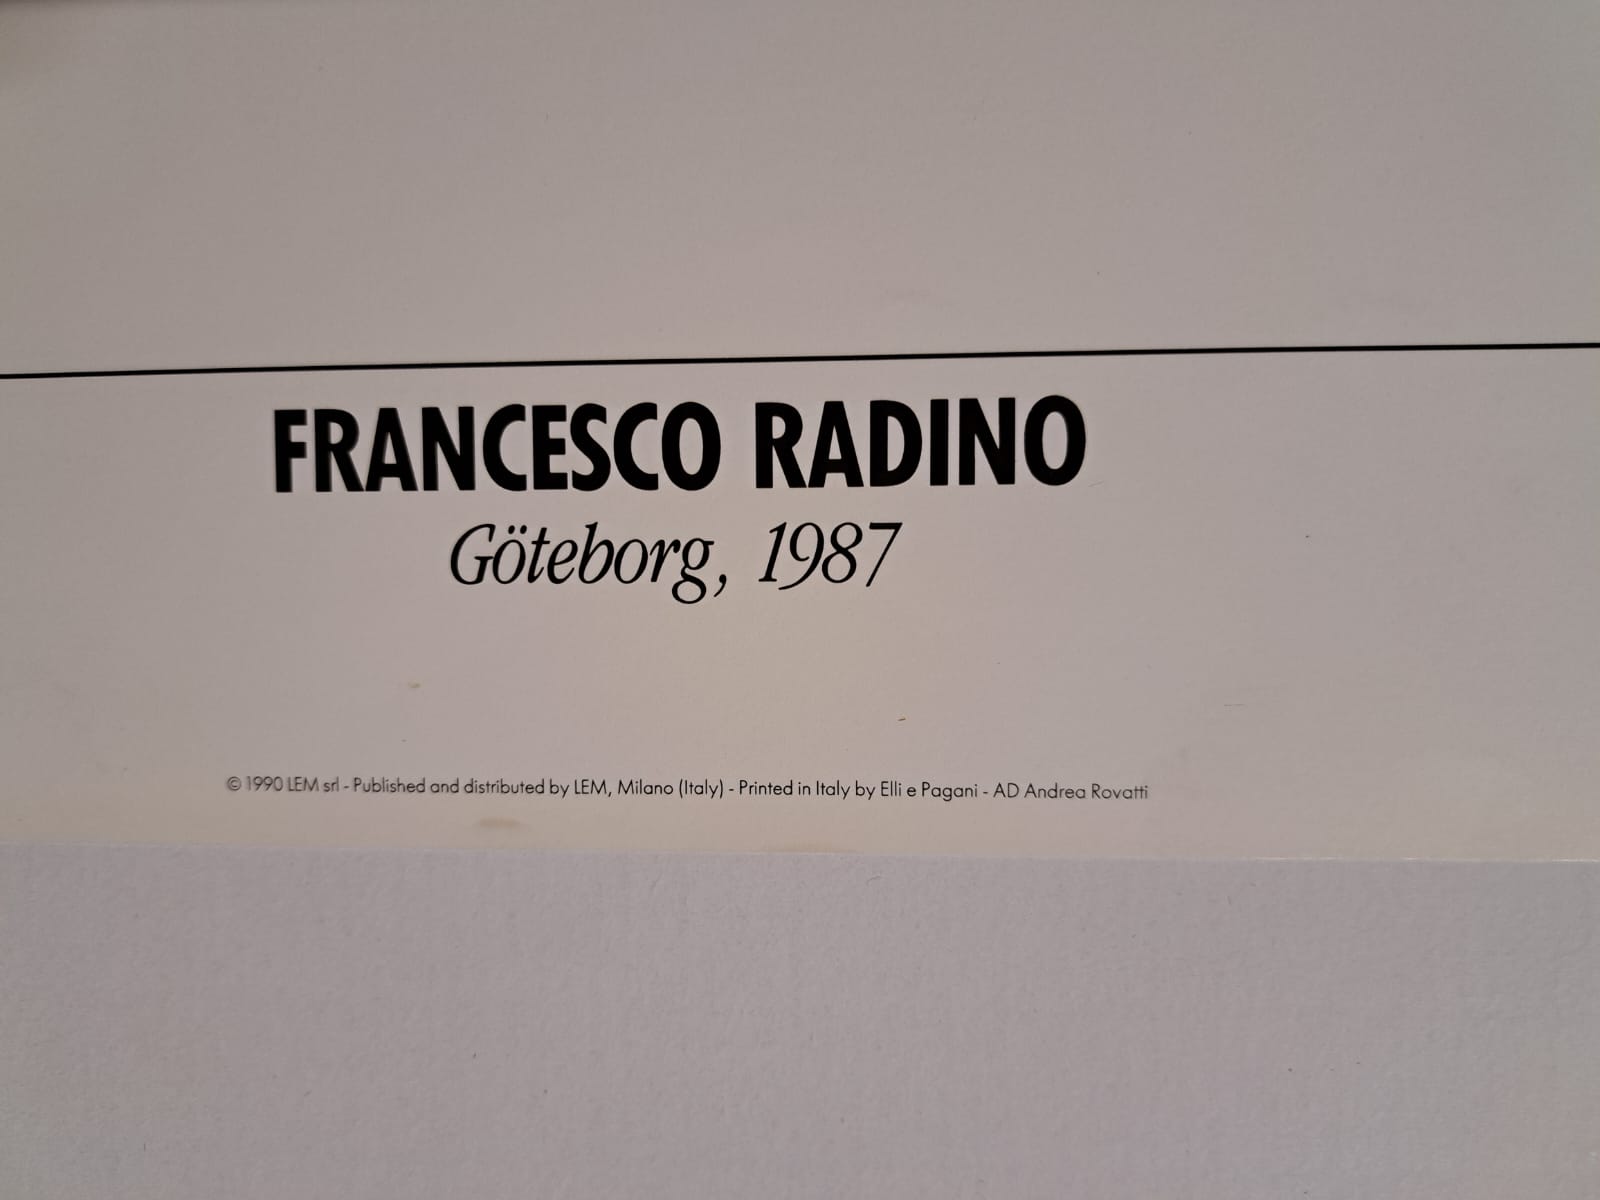 FRANCESCO RADINO
Göteborg, 1987
© 1990 LEM srl - Published and distributed by LEM, Milano (Italy) - Printed in Italy by Elli e Pagani - AD Andrea Rovatti